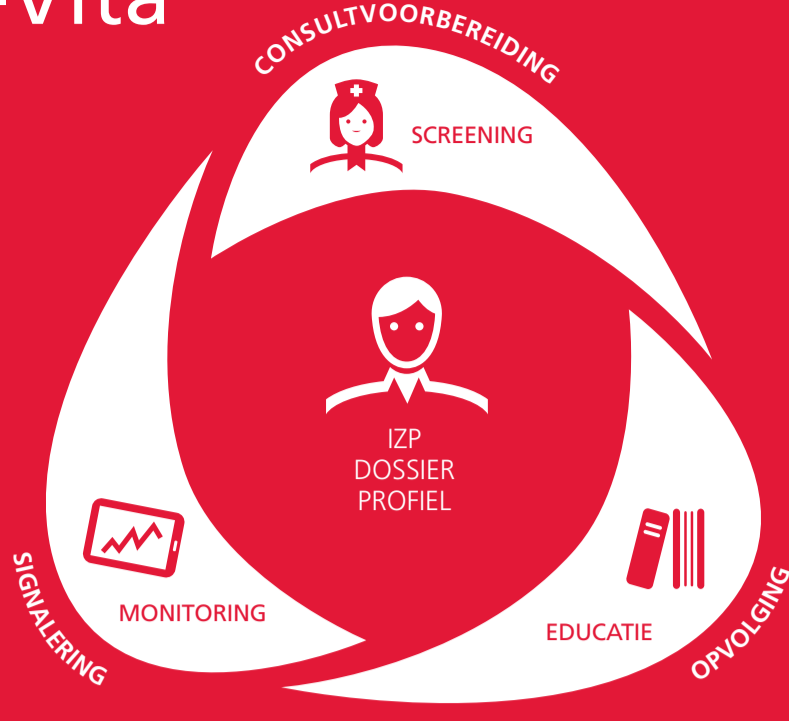 -Vita
CONSULTVOORBEREIDING
SCREENING
IZP
DOSSIER
PROFIEL
MONITORING
SIGNALERING
EDUCATIE
OPVOLGING